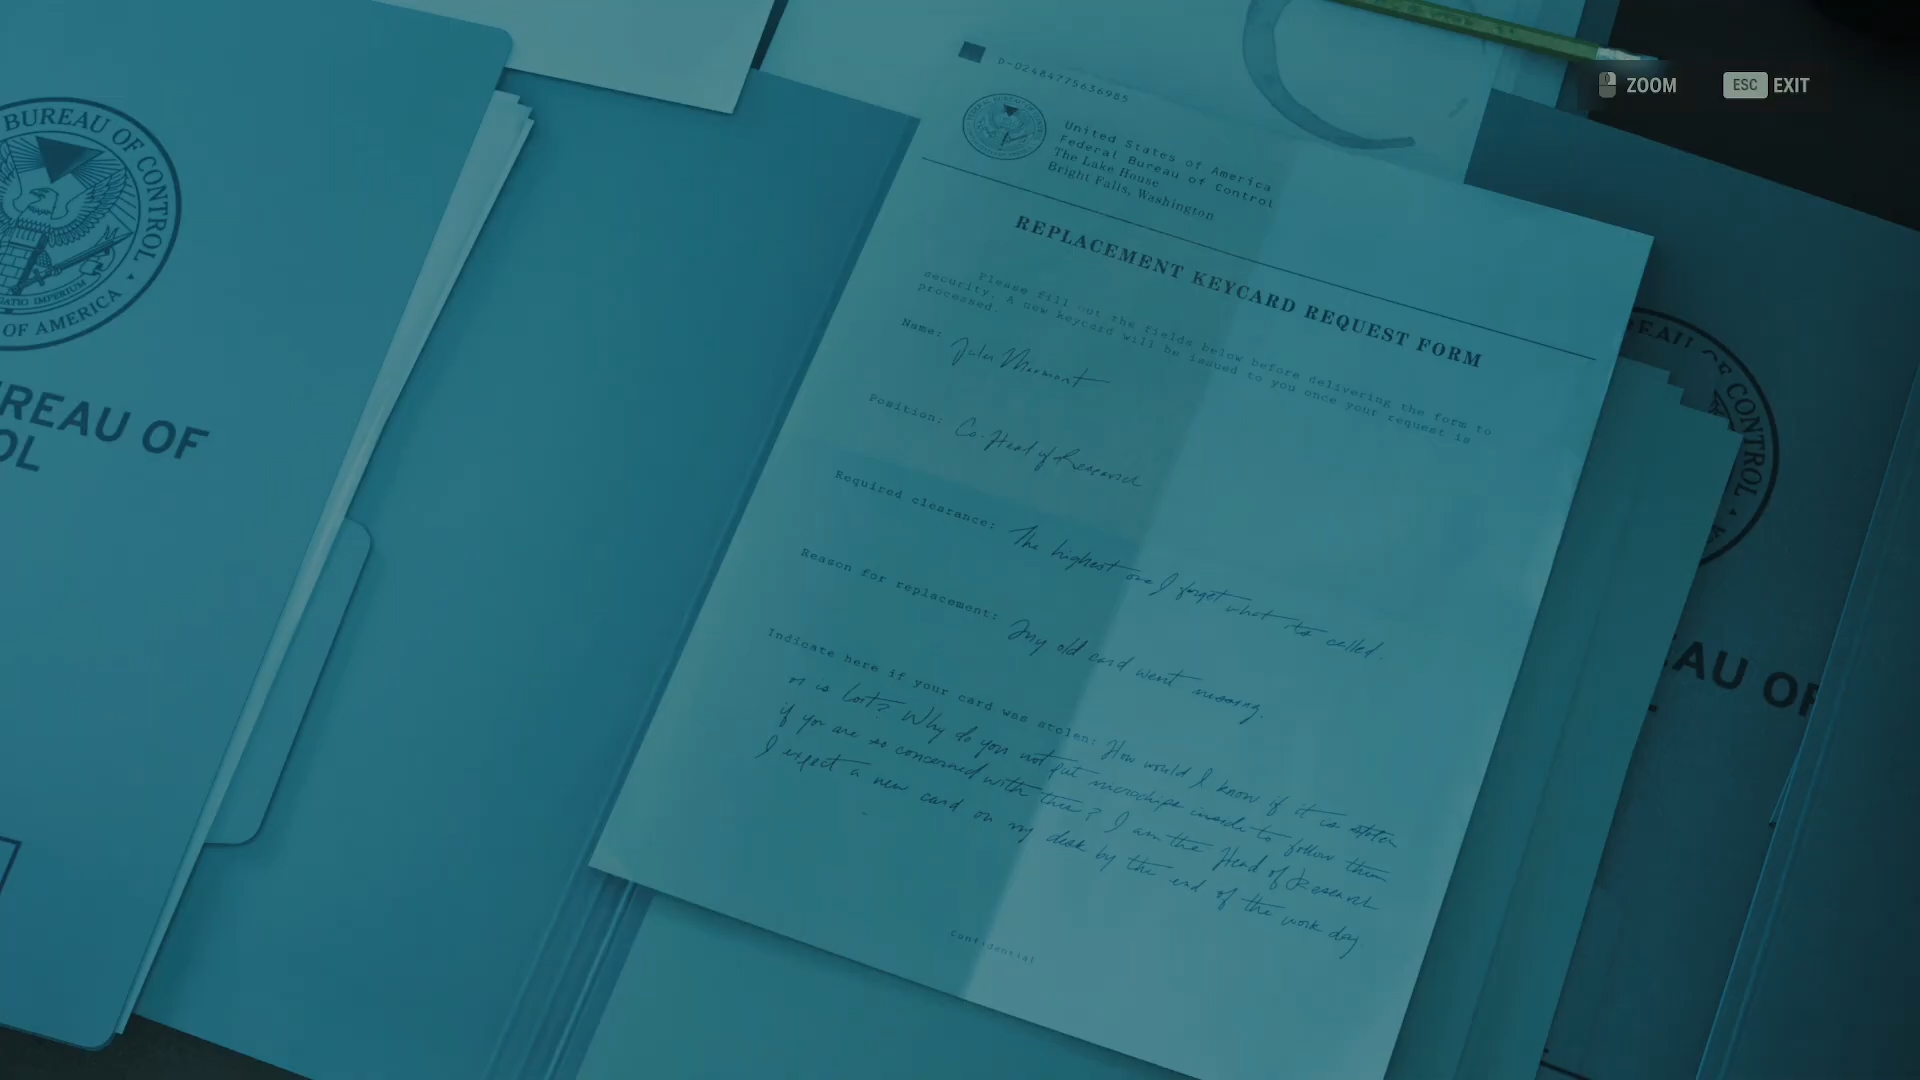 ZOOM
ESC EXIT
BUREAU OF CONTROL
OF AMERICA
REAU OF
OL
D-02484775636985
United States of America
Federal Bureau of Control
The Lake House
Bright Falls, Washington
REPLACEMENT KEYCARD REQUEST FORM
Please fill out the fields below before delivering the form to
security. A new keycard will be issued to you once your request is
processed.
Name: Jules Marmont
Position: Co-Head of Research
Required clearance: The highest one I forget what its called.
Reason for replacement: My old card went missing.
Indicate here if your card was stolen: How would I know if it is stolen
or is lost? Why do you not put microchips inside to follow them
if you are so concerned with this? I am the Head of Research
I expect a new card on my desk by the end of the work day.
Confidential
CONTROL
AU OF